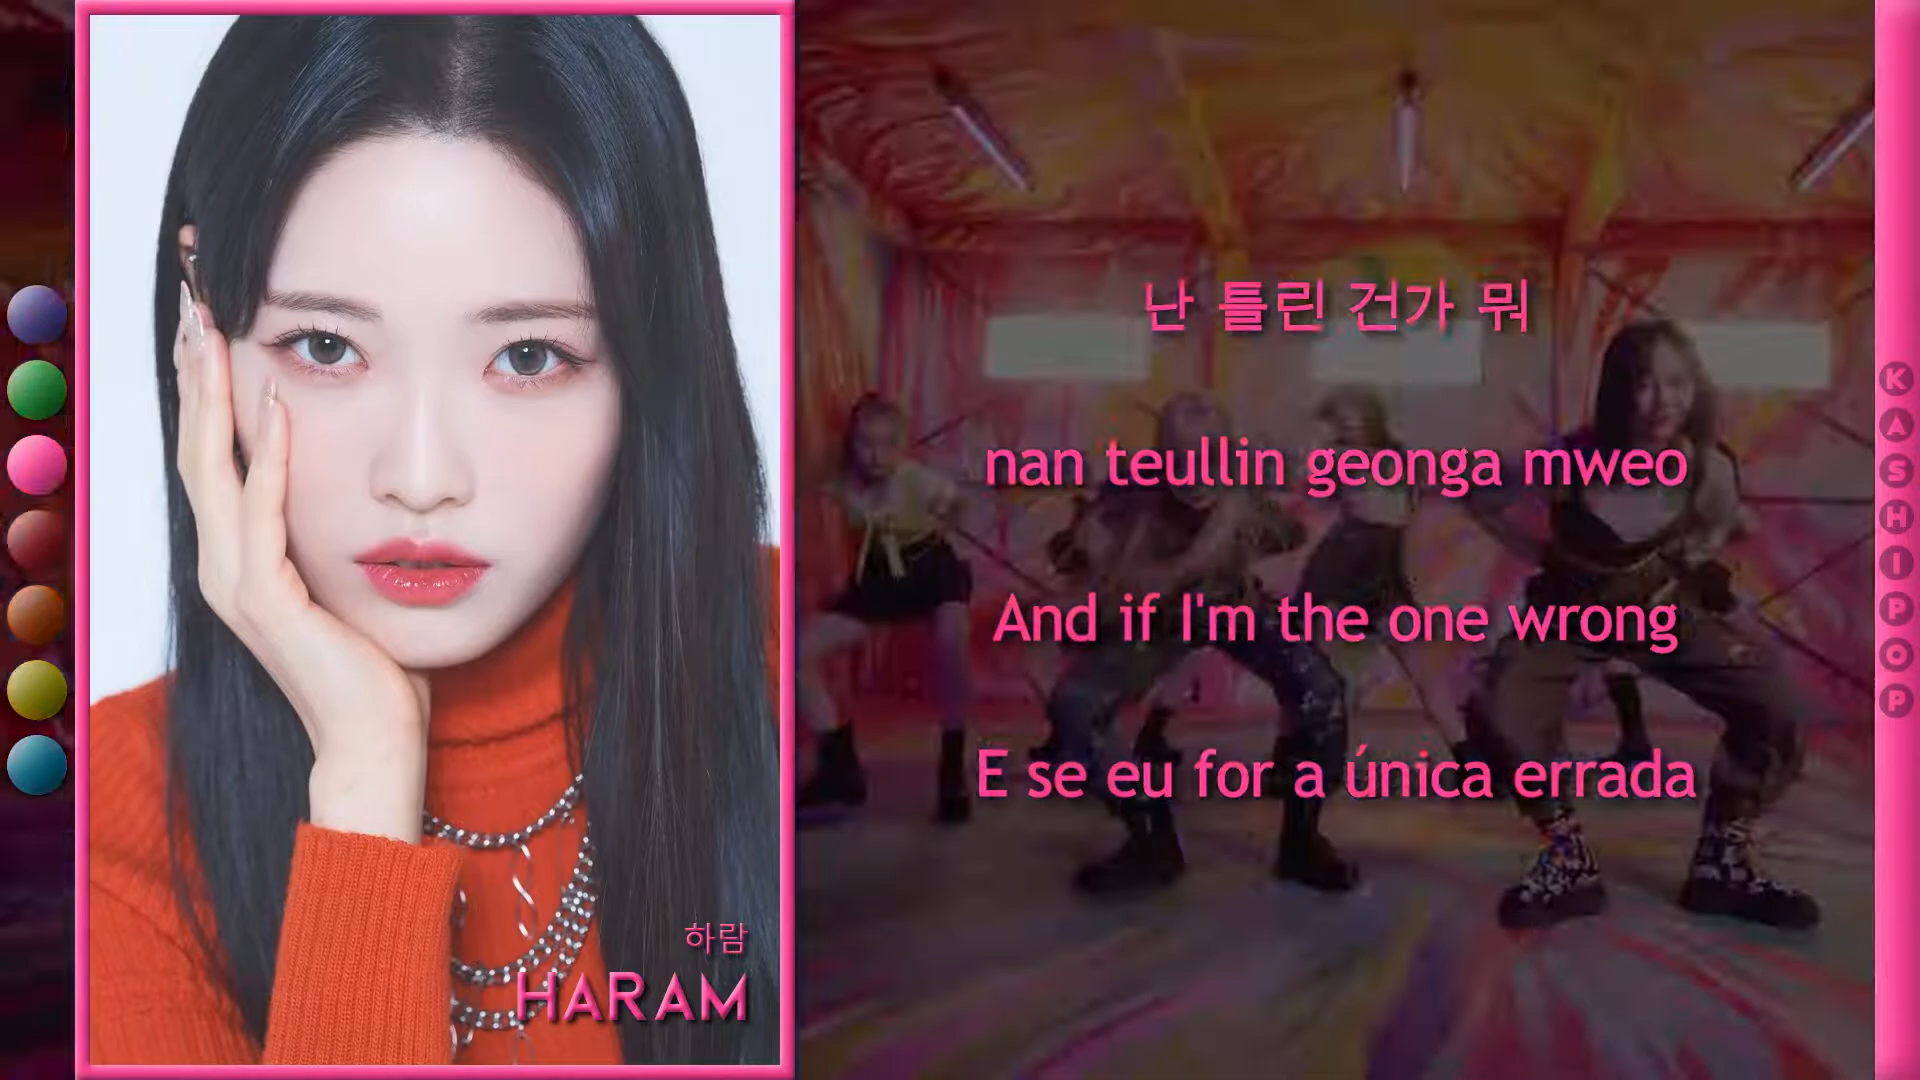 하람
HARAM
난 틀린 건가 뭐
nan teullin geonga mweo
And if I'm the one wrong
E se eu for a única errada
KASHIPOP